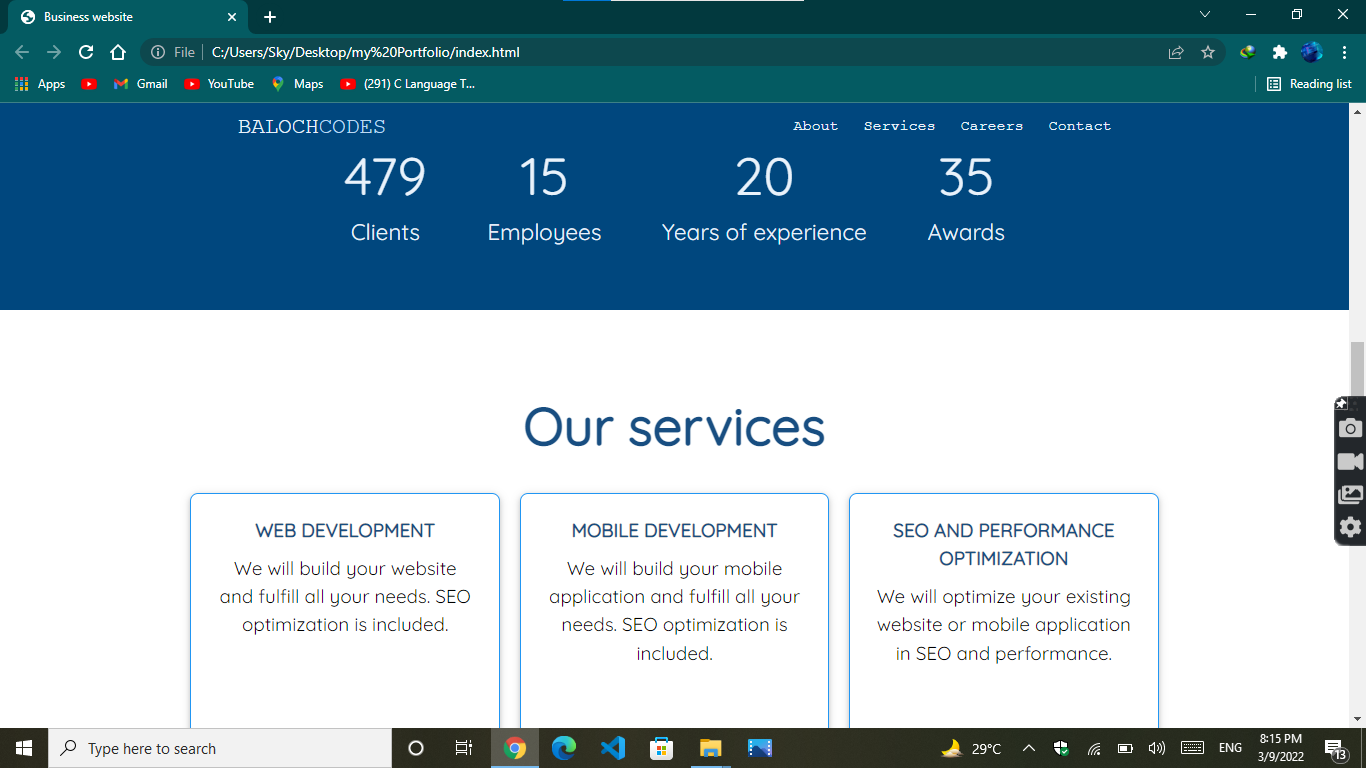 Business website
File
C:/Users/Sky/Desktop/my%20Portfolio/index.html
Apps
Gmail
YouTube
Maps
(291) C Language T...
Reading list
BALOCHCODES
About Services Careers Contact
479 15 20 35
Clients Employees Years of experience Awards
Our services
WEB DEVELOPMENT
We will build your website
and fulfill all your needs. SEO
optimization is included.
MOBILE DEVELOPMENT
We will build your mobile
application and fulfill all your
needs. SEO optimization is
included.
SEO AND PERFORMANCE
OPTIMIZATION
We will optimize your existing
website or mobile application
in SEO and performance.
Type here to search
29°C
ENG
8:15 PM
3/9/2022
13